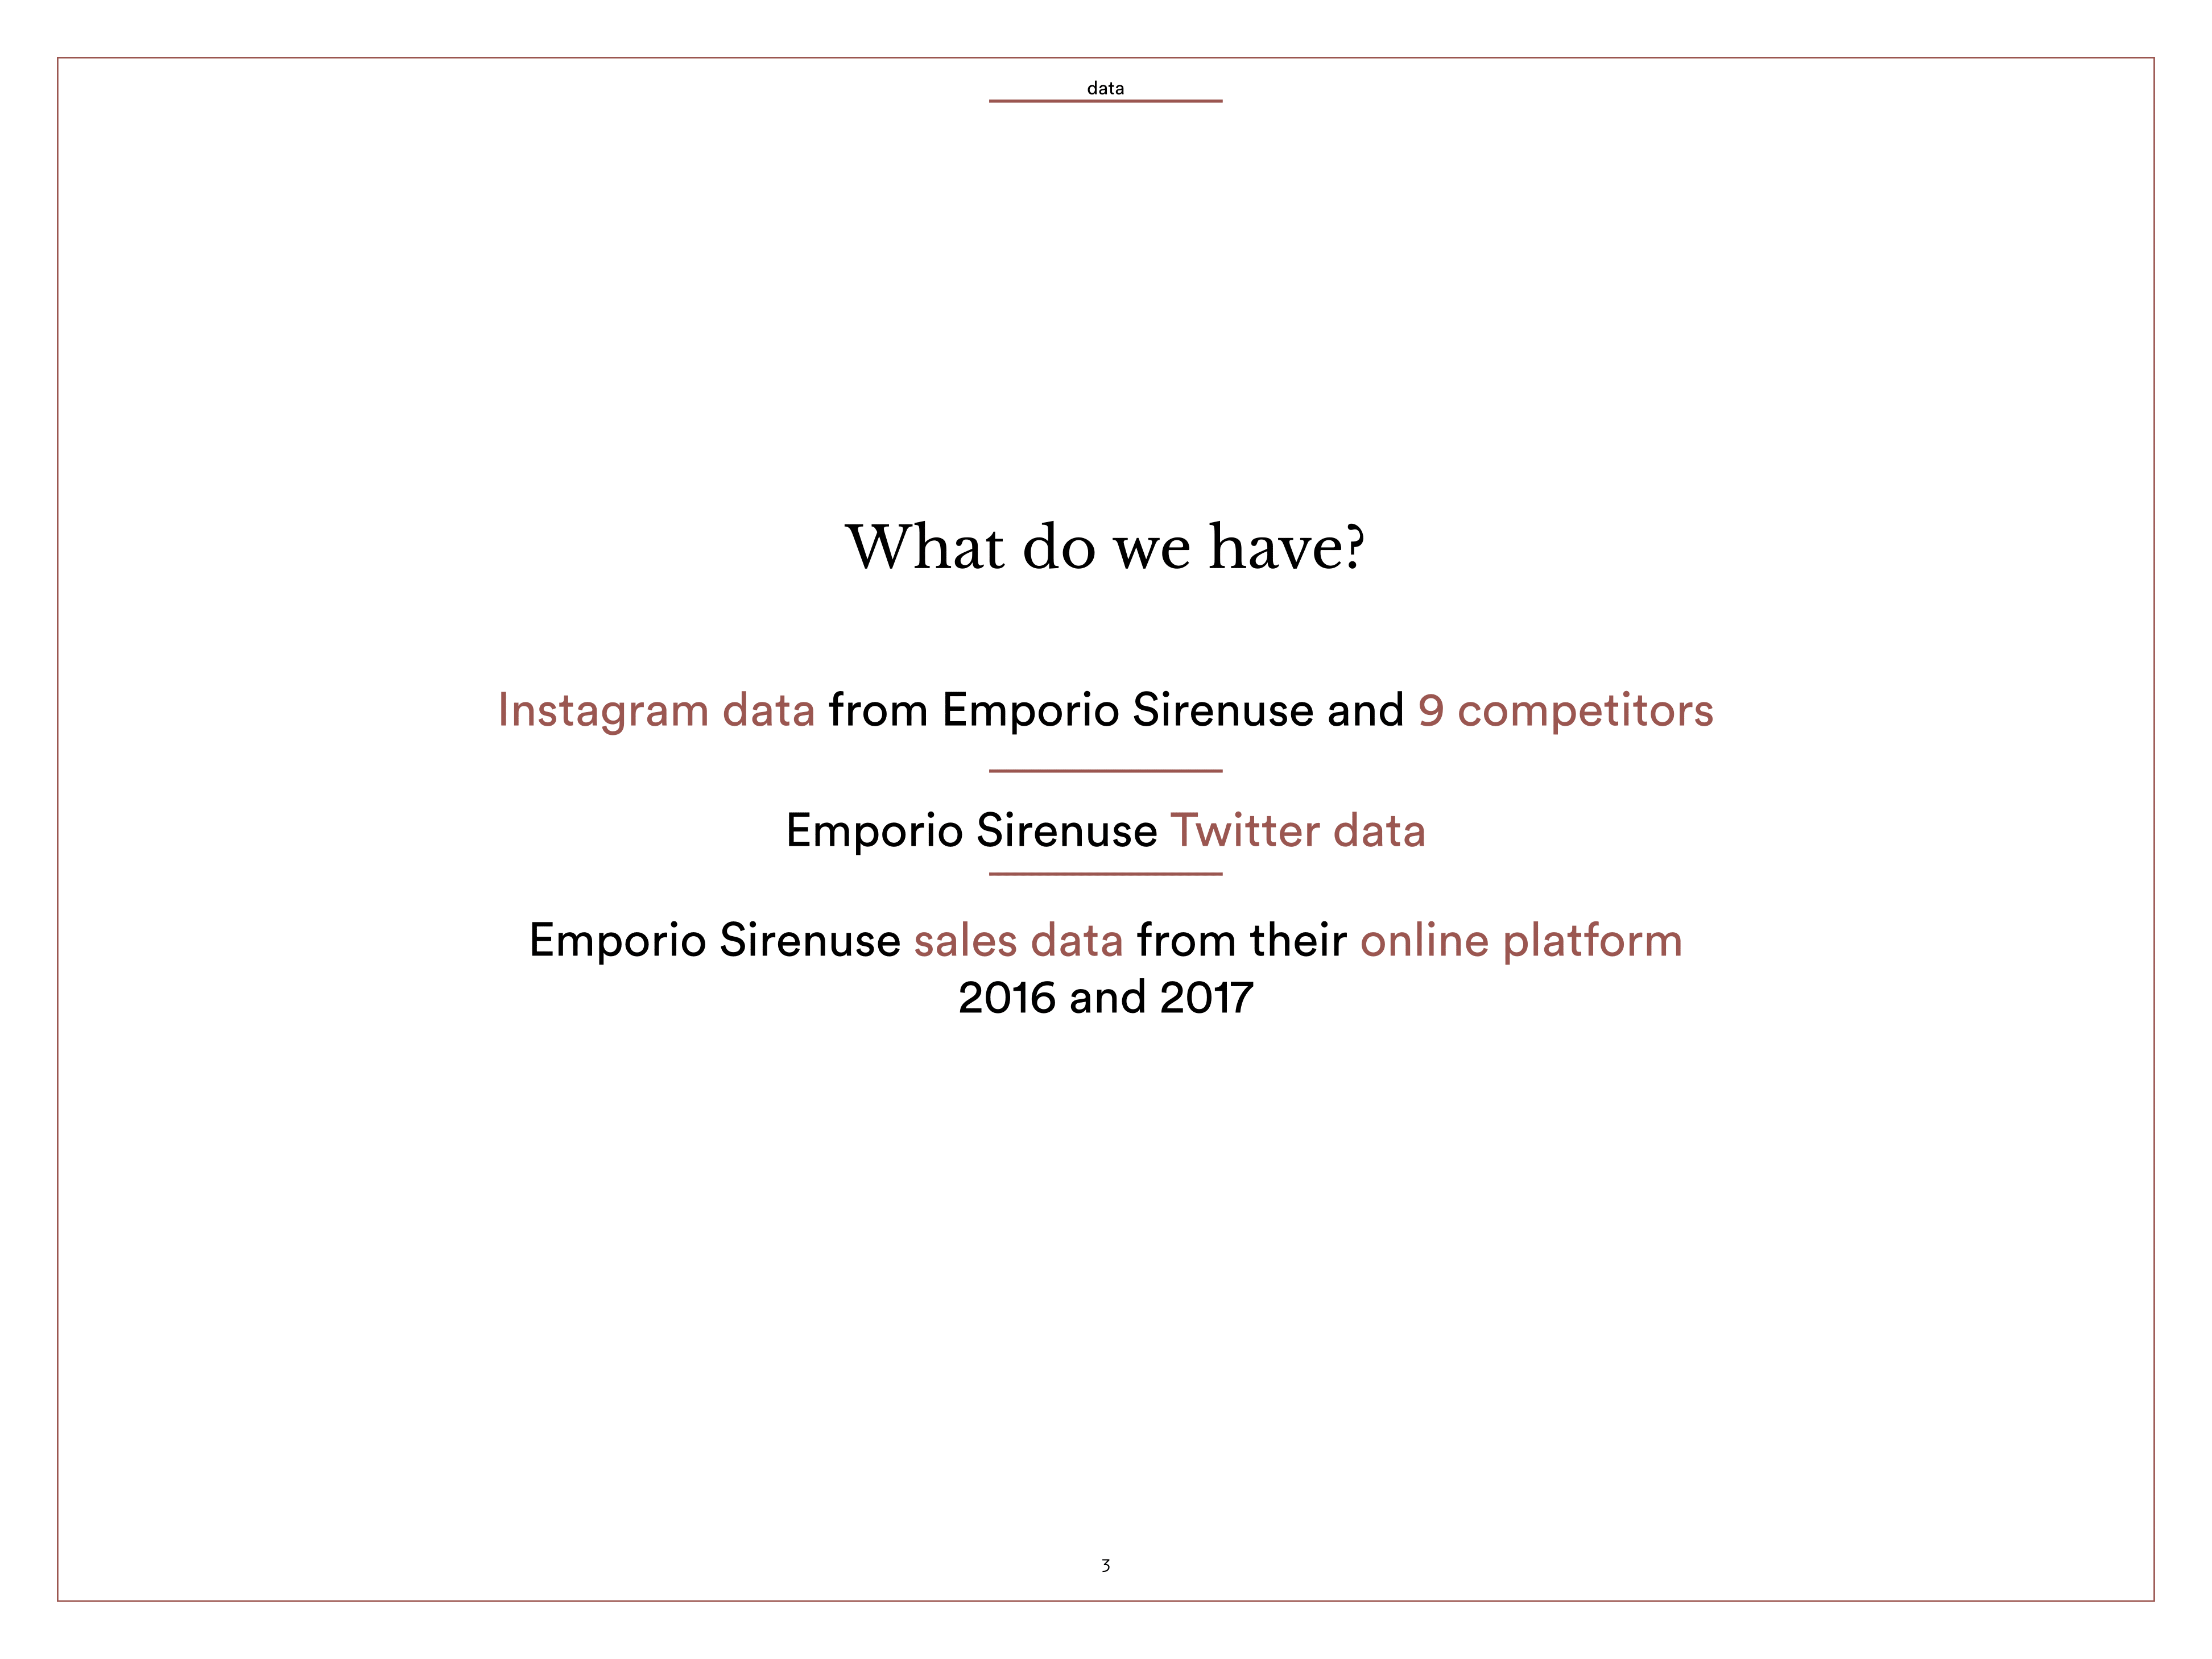 data
What do we have?
Instagram data from Emporio Sirenuse and 9 competitors
Emporio Sirenuse Twitter data
Emporio Sirenuse sales data from their online platform
2016 and 2017
3